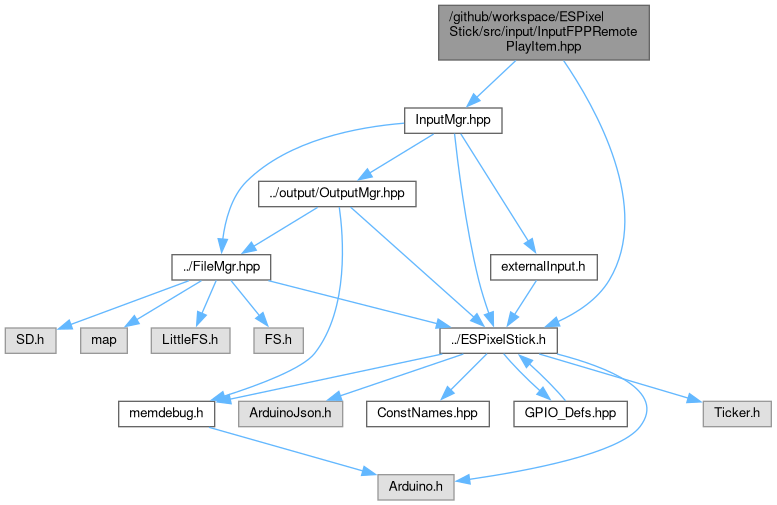 /github/workspace/ESPixel
Stick/src/input/InputFPPRemote
PlayItem.hpp
InputMgr.hpp
../output/OutputMgr.hpp
../FileMgr.hpp
externalInput.h
SD.h
map
LittleFS.h
FS.h
../ESPixelStick.h
memdebug.h
ArduinoJson.h
ConstNames.hpp
GPIO_Defs.hpp
Ticker.h
Arduino.h